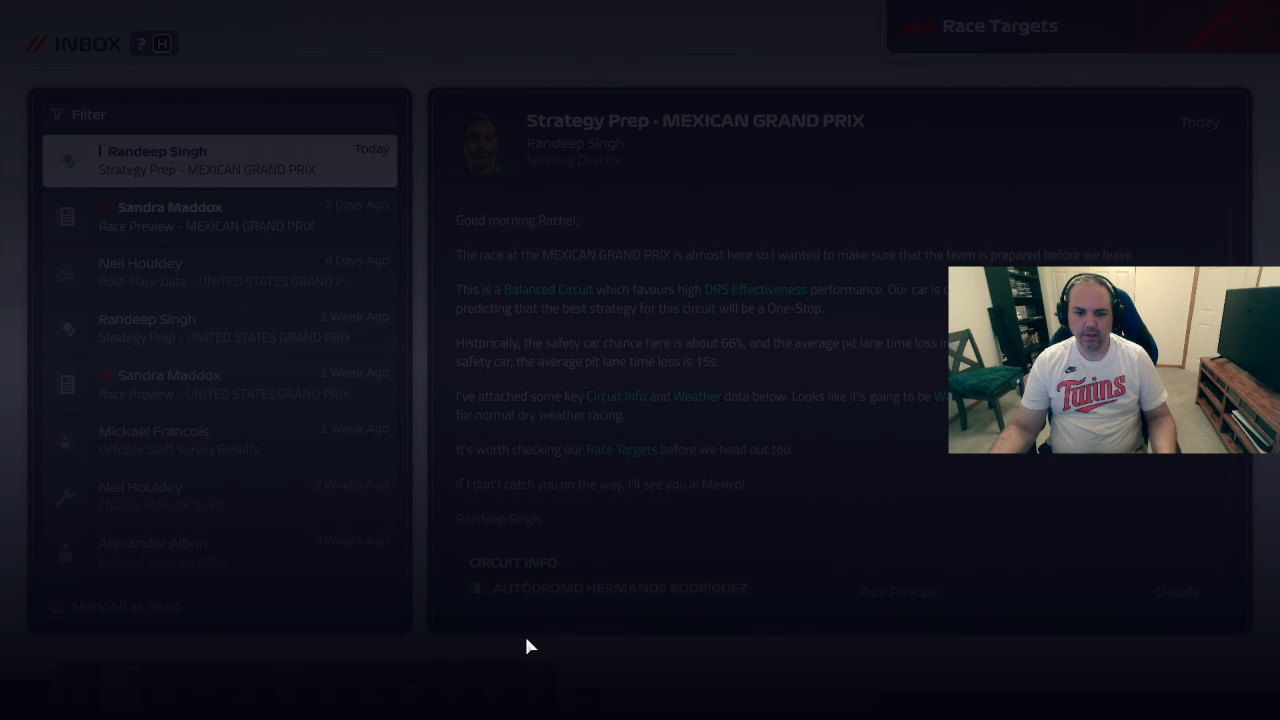 INBOX ? H
Race Targets
Filter
Randeep Singh
Today
Strategy Prep - MEXICAN GRAND PRIX
Sandra Maddox
2 Days Ago
Race Preview - MEXICAN GRAND PRIX
Neil Houldey
4 Days Ago
Post-Race Data - UNITED STATES GRAND P...
Randeep Singh
1 Week Ago
Strategy Prep - UNITED STATES GRAND PRIX
Sandra Maddox
1 Week Ago
Race Preview - UNITED STATES GRAND PRIX
Mickael Francois
1 Week Ago
October Staff Survey Results
Neil Houldey
2 Weeks Ago
Chassis Manufactured
Alexander Albon
3 Weeks Ago
External Contract Offer
Mark All as Read
Strategy Prep - MEXICAN GRAND PRIX
Today
Randeep Singh
Sporting Director
Good morning Rachel,
The race at the MEXICAN GRAND PRIX is almost here so I wanted to make sure that the team is prepared before we leave.
This is a Balanced Circuit which favours high DRS Effectiveness performance. Our car is
predicting that the best strategy for this circuit will be a One-Stop.
Historically, the safety car chance here is about 66%, and the average pit lane time loss
safety car, the average pit lane time loss is 15s.
I've attached some key Circuit Info and Weather data below. Looks like it's going to be
for normal dry weather racing.
It's worth checking our Race Targets before we head out too.
If I don't catch you on the way, I'll see you in Mexico!
Randeep Singh
CIRCUIT INFO
AUTÓDROMO HERMANOS RODRÍGUEZ
Race Forecast
Cloudy
Twins